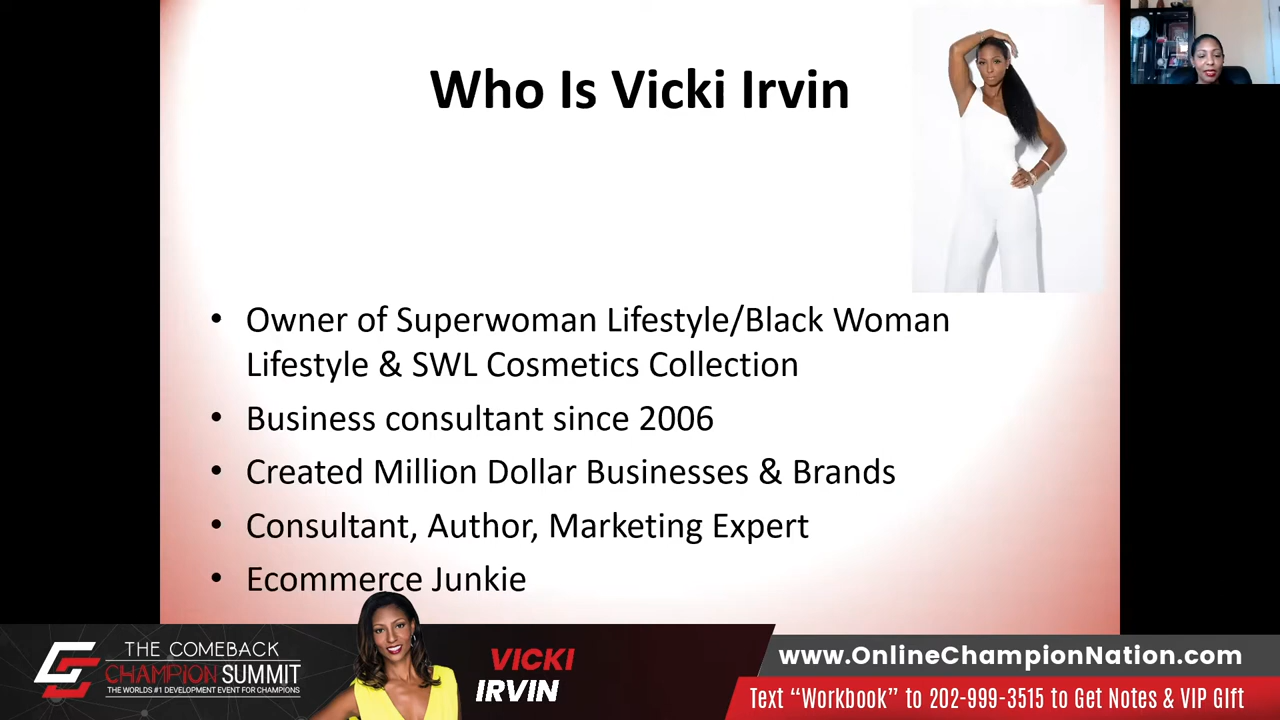 Who Is Vicki Irvin
• Owner of Superwoman Lifestyle/Black Woman
Lifestyle & SWL Cosmetics Collection
• Business consultant since 2006
• Created Million Dollar Businesses & Brands
• Consultant, Author, Marketing Expert
• Ecommerce Junkie
THE COMEBACK
CHAMPION SUMMIT
THE WORLDS #1 DEVELOPMENT EVENT FOR CHAMPIONS
VICKI
IRVIN
www.OnlineChampionNation.com
Text “Workbook” to 202-999-3515 to Get Notes & VIP GIft